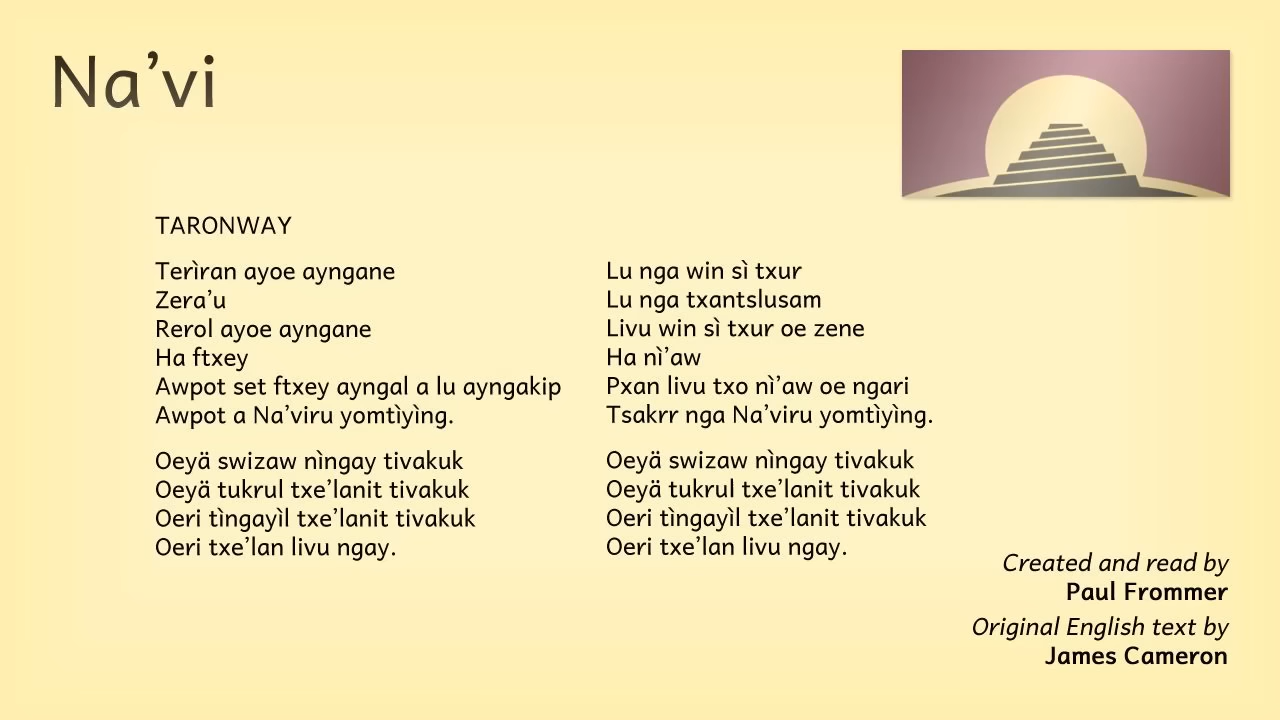 Na’vi
TARONWAY
Terìran ayoe ayngane
Zera’u
Rerol ayoe ayngane
Ha ftxey
Awpot set ftxey ayngal a lu ayngakip
Awpot a Na’viru yomtìyìng.
Oeyä swizaw nìngay tivakuk
Oeyä tukrul txe’lanit tivakuk
Oeri tìngayìl txe’lanit tivakuk
Oeri txe’lan livu ngay.
Lu nga win sì txur
Lu nga txantslusam
Livu win sì txur oe zene
Ha nì’aw
Pxan livu txo nì’aw oe ngari
Tsakrr nga Na’viru yomtìyìng.
Oeyä swizaw nìngay tivakuk
Oeyä tukrul txe’lanit tivakuk
Oeri tìngayìl txe’lanit tivakuk
Oeri txe’lan livu ngay.
Created and read by
Paul Frommer
Original English text by
James Cameron